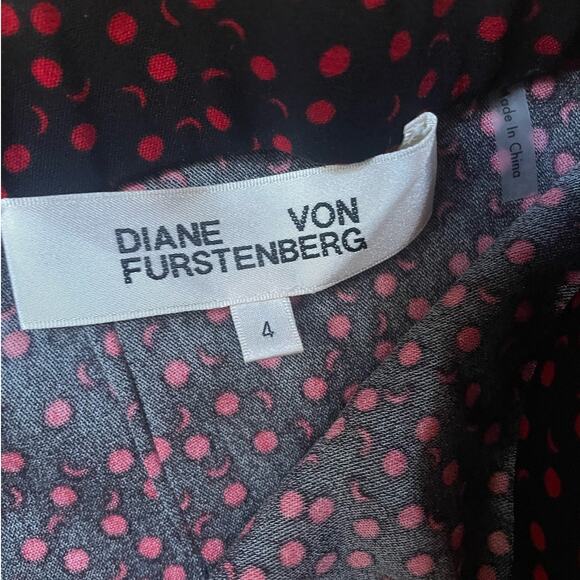 DIANE VON
FURSTENBERG
4
Made In China